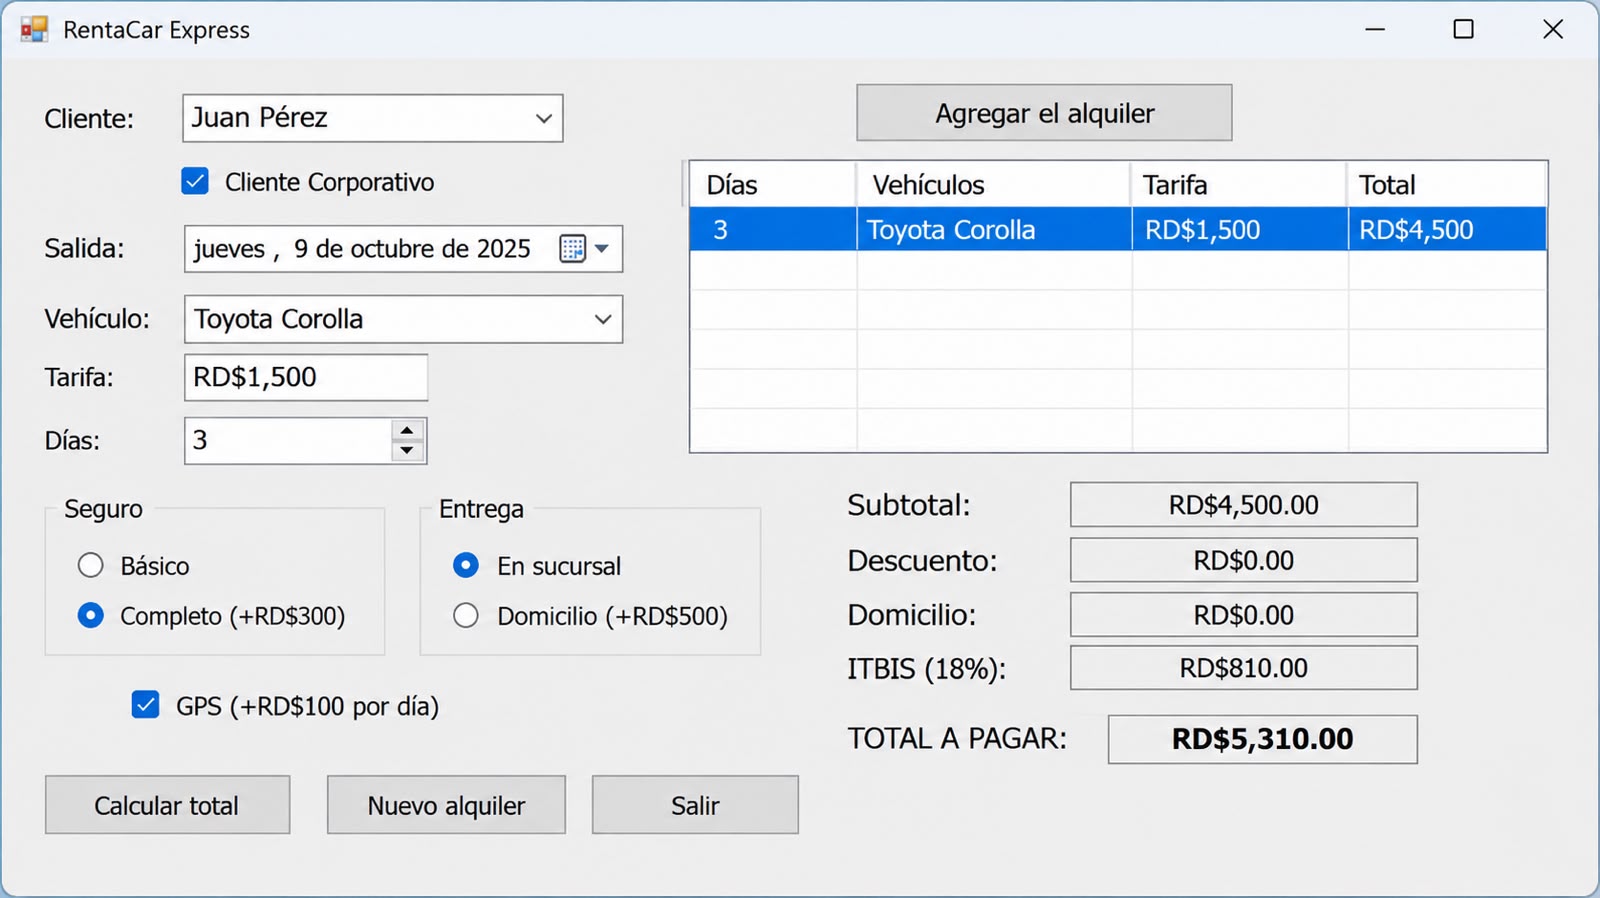 RentaCar Express
Cliente: Juan Pérez
Cliente Corporativo
Salida: jueves , 9 de octubre de 2025
Vehículo: Toyota Corolla
Tarifa: RD$1,500
Días: 3
Seguro
Básico
Completo (+RD$300)
Entrega
En sucursal
Domicilio (+RD$500)
GPS (+RD$100 por día)
Calcular total
Nuevo alquiler
Salir
Agregar el alquiler
Días Vehículos Tarifa Total
3 Toyota Corolla RD$1,500 RD$4,500
Subtotal: RD$4,500.00
Descuento: RD$0.00
Domicilio: RD$0.00
ITBIS (18%): RD$810.00
TOTAL A PAGAR: RD$5,310.00